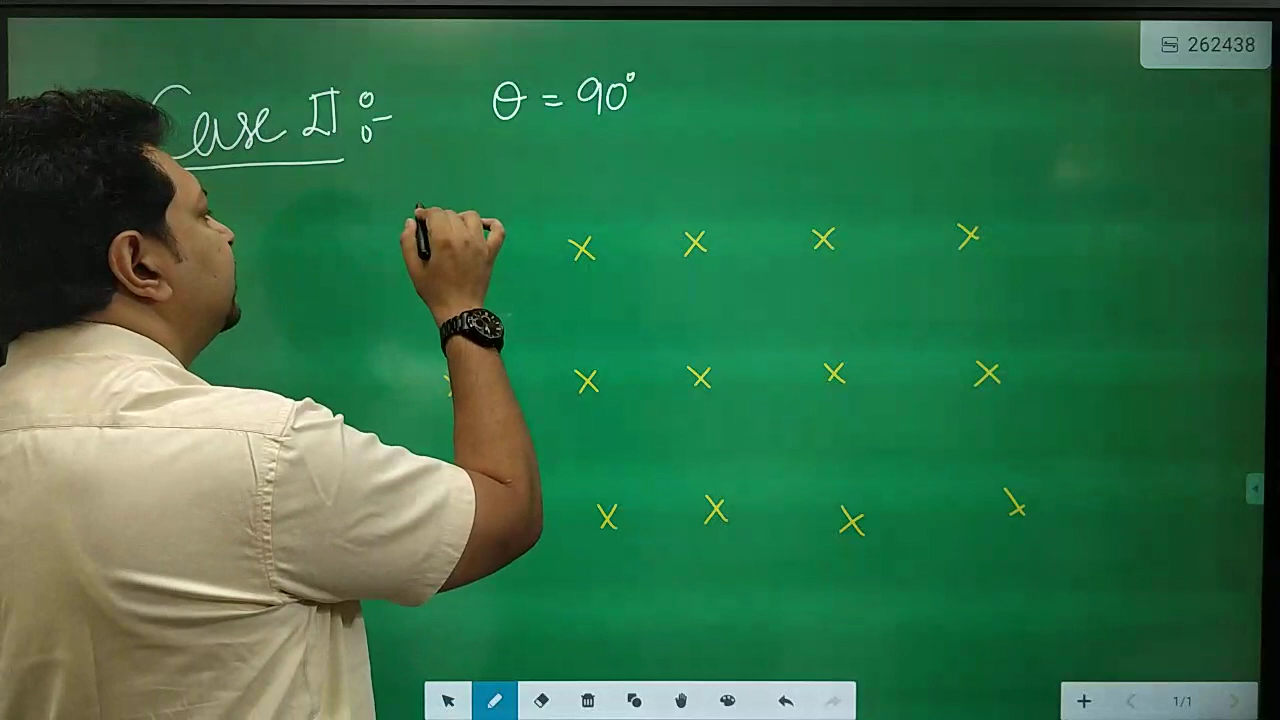 262438
Case II :- θ = 90°
× × × ×
× × × ×
× × × ×
1/1